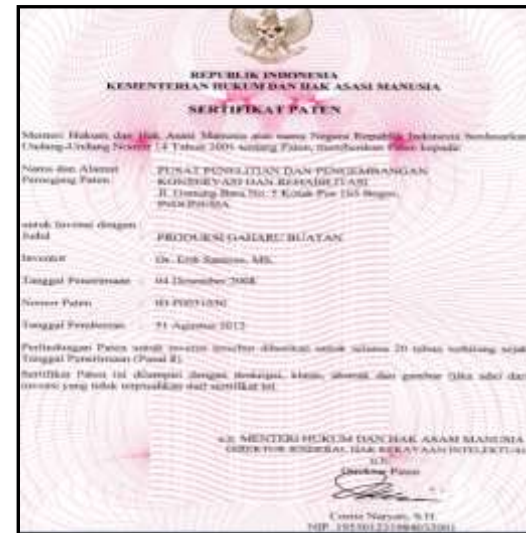 REPUBLIK INDONESIA
KEMENTERIAN HUKUM DAN HAK ASASI MANUSIA
SERTIFIKAT PATEN
Menteri Hukum dan Hak Asasi Manusia atas nama Negara Republik Indonesia berdasarkan
Undang-Undang Nomor 14 Tahun 2001 tentang Paten, memberikan Paten kepada:
Nama dan Alamat
Pemegang Paten
: PUSAT PENELITIAN DAN PENGEMBANGAN
KONSERVASI DAN REHABILITASI
Jl. Gunung Batu No. 5 Kotak Pos 165 Bogor,
INDONESIA
untuk Invensi dengan
Judul
: PRODUKSI GAHARU BUATAN
Inventor : Dr. Erdy Santoso, MS.
Tanggal Penerimaan : 04 Desember 2008
Nomor Paten :
Tanggal Pemberian : 31 Agustus 2012
Perlindungan Paten untuk invensi tersebut diberikan untuk selama 20 tahun terhitung sejak
Tanggal Penerimaan (Pasal 8).
Sertifikat Paten ini dilampiri dengan deskripsi, klaim, abstrak dan gambar (jika ada) dari
invensi yang tidak terpisahkan dari sertifikat ini.
a.n. MENTERI HUKUM DAN HAK ASASI MANUSIA
DIREKTUR JENDERAL HAK KEKAYAAN INTELEKTUAL
u.b.
Direktur Paten
S.H.
NIP.